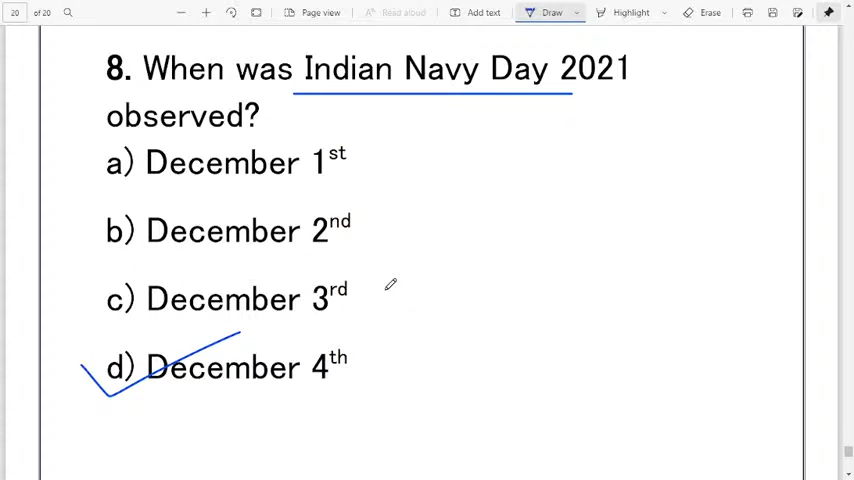 20 of 20 Page view Read aloud Add text Draw Highlight Erase
8. When was Indian Navy Day 2021
observed?
a) December 1st
b) December 2nd
c) December 3rd
d) December 4th